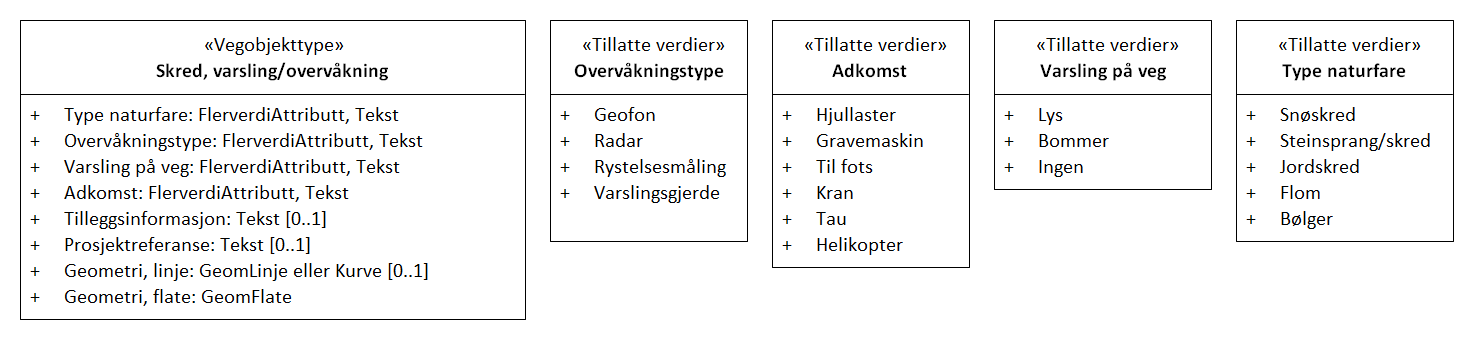 «Vegobjekttype»
Skred, varsling/overvåkning
+ Type naturfare: FlerverdiAttributt, Tekst
+ Overvåkningstype: FlerverdiAttributt, Tekst
+ Varsling på veg: FlerverdiAttributt, Tekst
+ Adkomst: FlerverdiAttributt, Tekst
+ Tilleggsinformasjon: Tekst [0..1]
+ Prosjektreferanse: Tekst [0..1]
+ Geometri, linje: GeomLinje eller Kurve [0..1]
+ Geometri, flate: GeomFlate
«Tillatte verdier»
Overvåkningstype
+ Geofon
+ Radar
+ Rystelsesmåling
+ Varslingsgjerde
«Tillatte verdier»
Adkomst
+ Hjullaster
+ Gravemaskin
+ Til fots
+ Kran
+ Tau
+ Helikopter
«Tillatte verdier»
Varsling på veg
+ Lys
+ Bommer
+ Ingen
«Tillatte verdier»
Type naturfare
+ Snøskred
+ Steinsprang/skred
+ Jordskred
+ Flom
+ Bølger